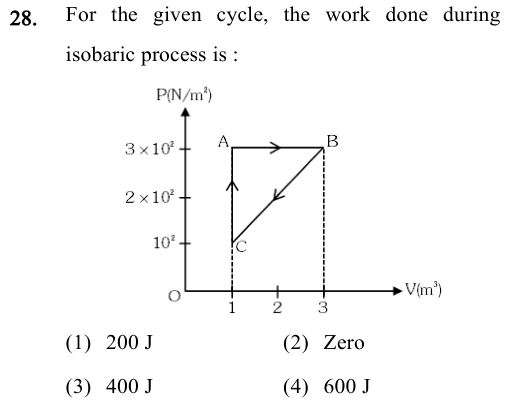 28. For the given cycle, the work done during
isobaric process is :
P(N/m²)
3 × 10²
A
B
2 × 10²
10²
C
O
1
2
3
V(m³)
(1) 200 J (2) Zero
(3) 400 J (4) 600 J